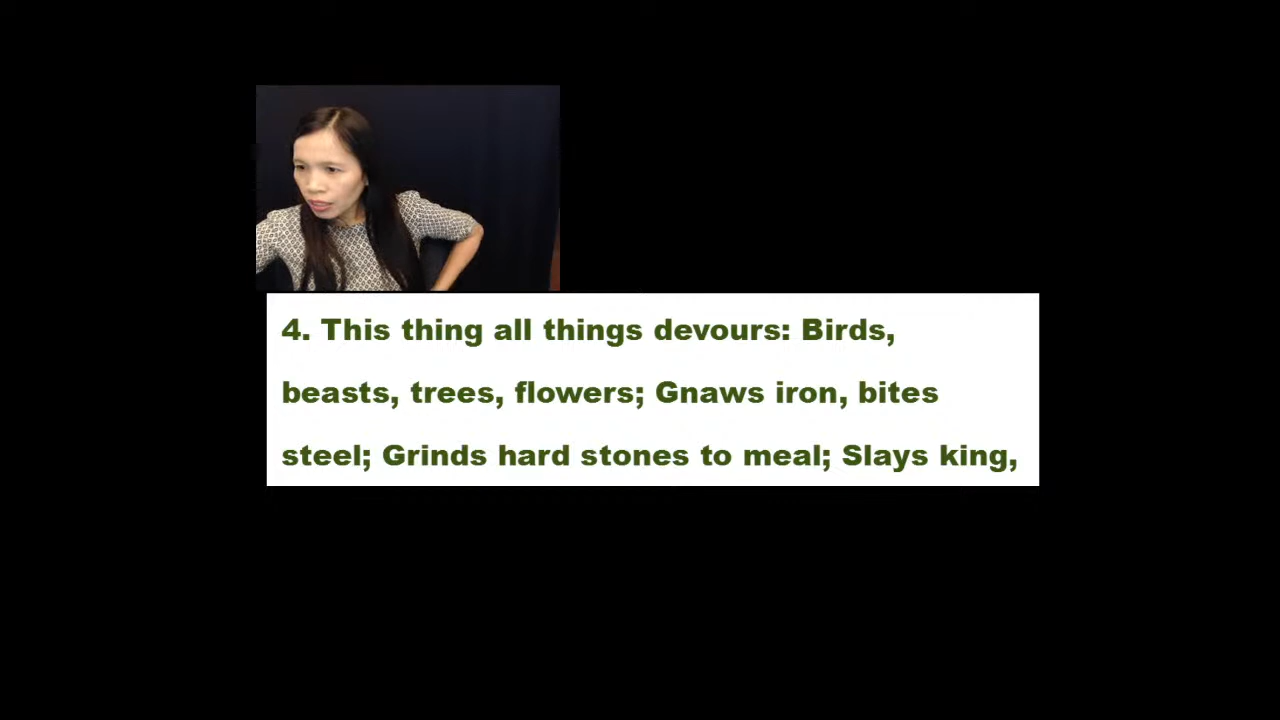 4. This thing all things devours: Birds,
beasts, trees, flowers; Gnaws iron, bites
steel; Grinds hard stones to meal; Slays king,